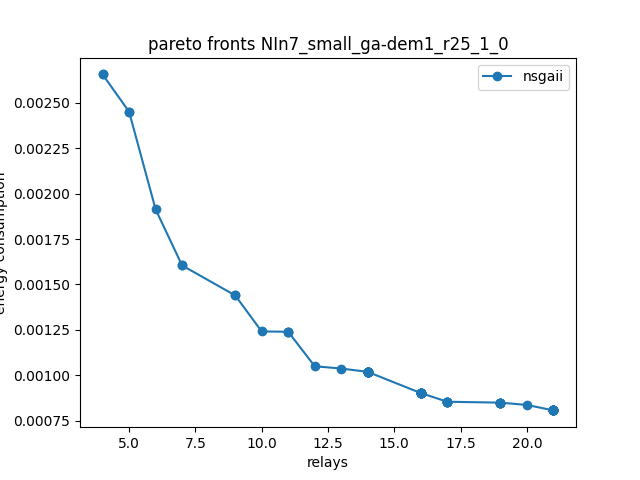 pareto fronts NIn7_small_ga-dem1_r25_1_0
nsgaii
0.00250
0.00225
0.00200
0.00175
0.00150
0.00125
0.00100
0.00075
energy consumption
5.0 7.5 10.0 12.5 15.0 17.5 20.0
relays